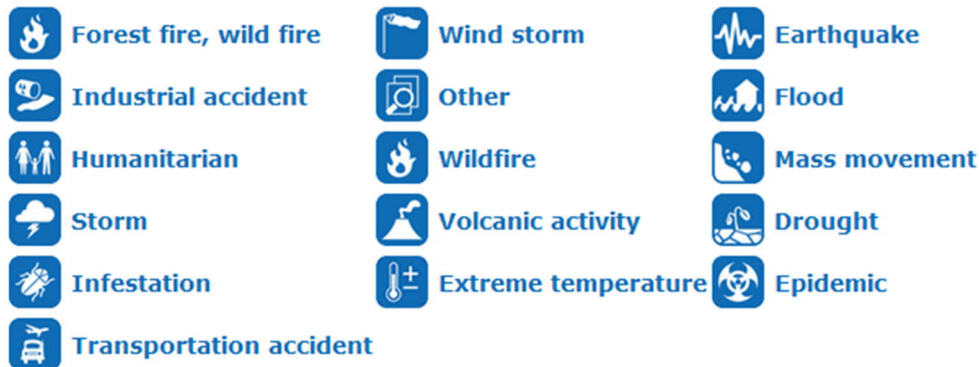 Forest fire, wild fire
Wind storm
Earthquake
Industrial accident
Other
Flood
Humanitarian
Wildfire
Mass movement
Storm
Volcanic activity
Drought
Infestation
Extreme temperature
Epidemic
Transportation accident